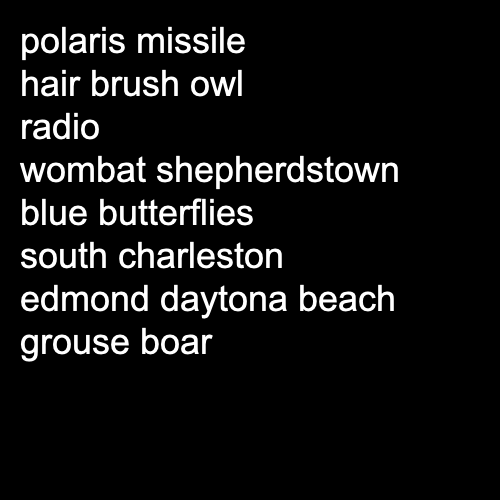 polaris missile
hair brush owl
radio
wombat shepherdstown
blue butterflies
south charleston
edmond daytona beach
grouse boar